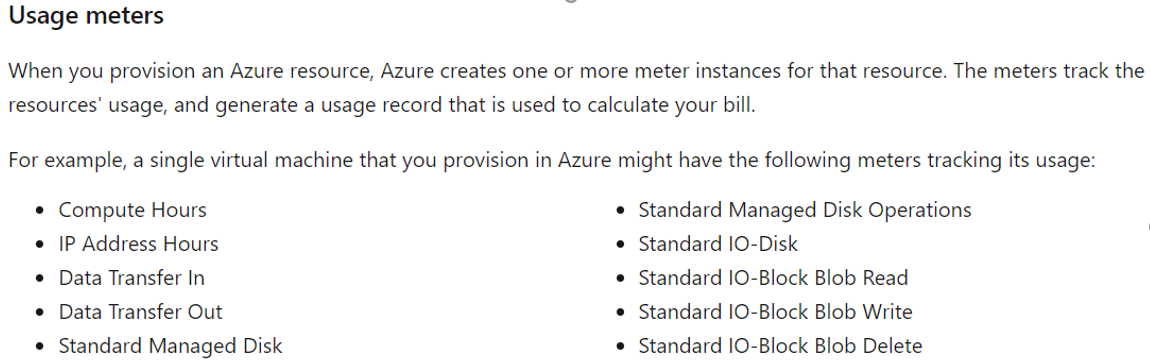 Usage meters
When you provision an Azure resource, Azure creates one or more meter instances for that resource. The meters track the
resources' usage, and generate a usage record that is used to calculate your bill.
For example, a single virtual machine that you provision in Azure might have the following meters tracking its usage:
• Compute Hours
• IP Address Hours
• Data Transfer In
• Data Transfer Out
• Standard Managed Disk
• Standard Managed Disk Operations
• Standard IO-Disk
• Standard IO-Block Blob Read
• Standard IO-Block Blob Write
• Standard IO-Block Blob Delete